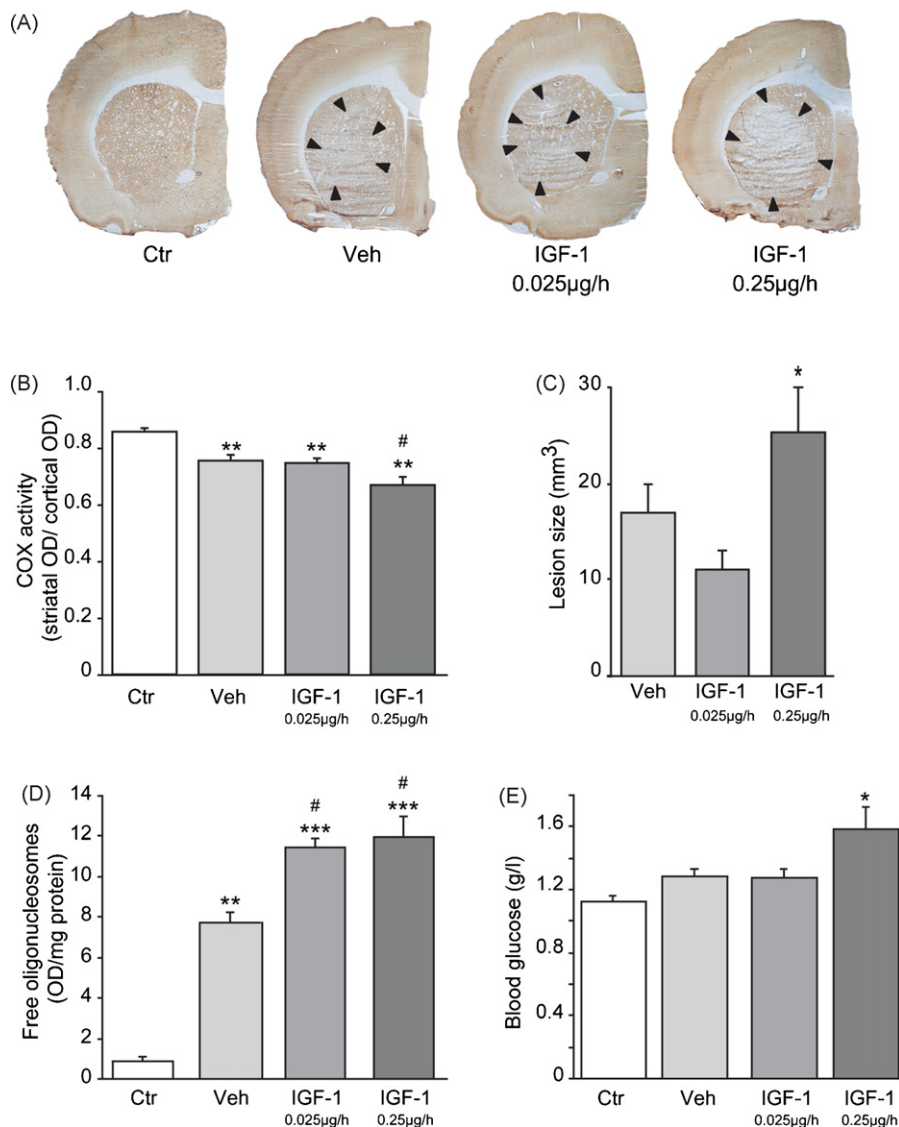 (A)
Ctr Veh IGF-1 IGF-1
0.025µg/h 0.25µg/h
(B)
COX activity
(striatal OD/ cortical OD)
1.0
0.8
0.6
0.4
0.2
0
** ** #
**
Ctr Veh IGF-1 IGF-1
0.025µg/h 0.25µg/h
(C)
Lesion size (mm³)
30
20
10
0
*
Veh IGF-1 IGF-1
0.025µg/h 0.25µg/h
(D)
Free oligonucleosomes
(OD/mg protein)
14
12
10
8
6
4
2
0
** # #
*** ***
Ctr Veh IGF-1 IGF-1
0.025µg/h 0.25µg/h
(E)
Blood glucose (g/l)
1.6
1.2
0.8
0.4
0
*
Ctr Veh IGF-1 IGF-1
0.025µg/h 0.25µg/h